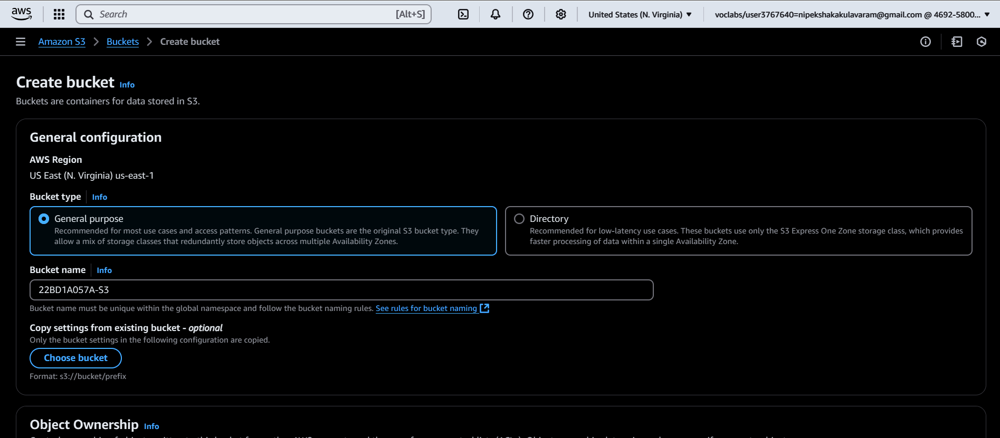 aws
Search
[Alt+S]
United States (N. Virginia)
voclabs/user3767640=nipekshakakulavaram@gmail.com @ 4692-5800...
Amazon S3
Buckets
Create bucket
Create bucket Info
Buckets are containers for data stored in S3.
General configuration
AWS Region
US East (N. Virginia) us-east-1
Bucket type Info
General purpose
Recommended for most use cases and access patterns. General purpose buckets are the original S3 bucket type. They
allow a mix of storage classes that redundantly store objects across multiple Availability Zones.
Directory
Recommended for low-latency use cases. These buckets use only the S3 Express One Zone storage class, which provides
faster processing of data within a single Availability Zone.
Bucket name Info
22BD1A057A-S3
Bucket name must be unique within the global namespace and follow the bucket naming rules. See rules for bucket naming
Copy settings from existing bucket - optional
Only the bucket settings in the following configuration are copied.
Choose bucket
Format: s3://bucket/prefix
Object Ownership Info